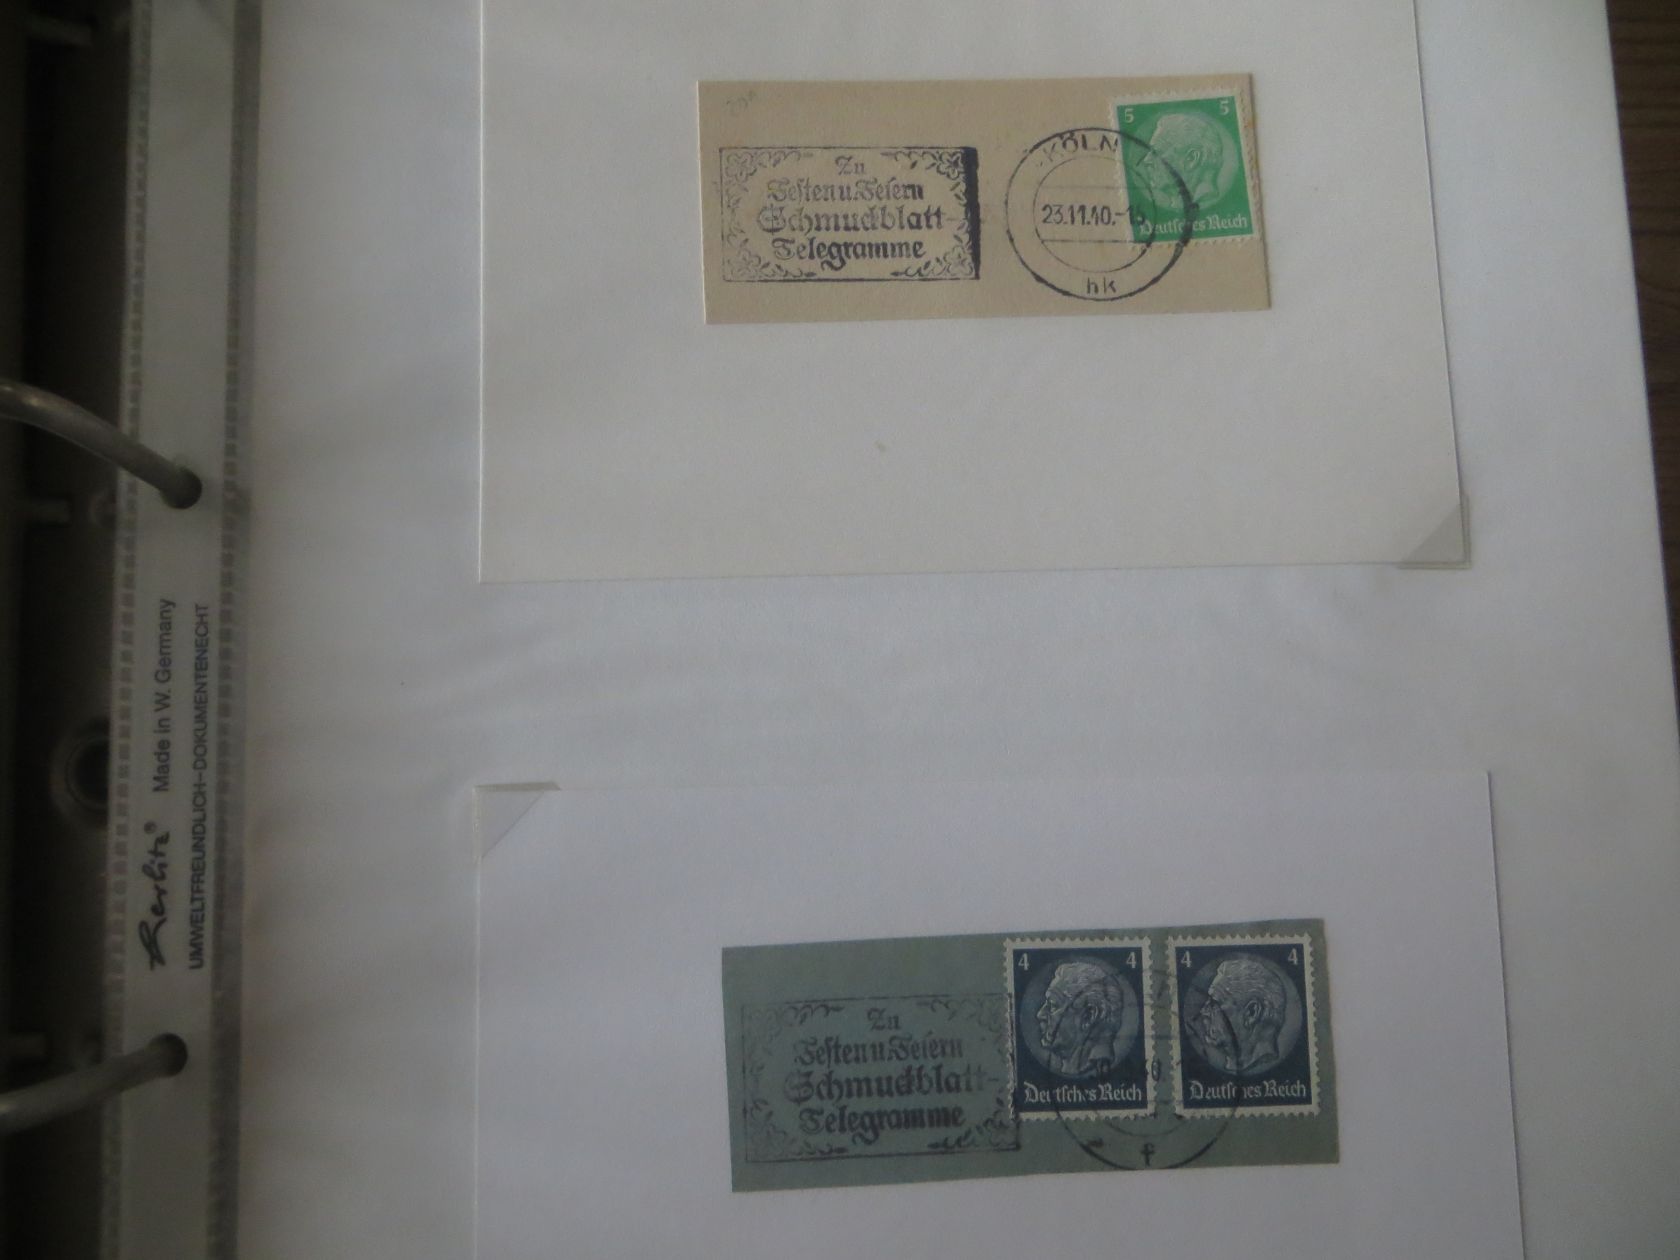 Zu
Festen u. Feiern
Schmuckblatt-
Telegramme
KÖLN
23.11.40.-
hk
5 5
Deutsches Reich
Herlitz® Made in W. Germany
UMWELTFREUNDLICH-DOKUMENTENECHT
Zu
Festen u. Feiern
Schmuckblatt-
Telegramme
4 4
Deutsches Reich
4 4
Deutsches Reich
f